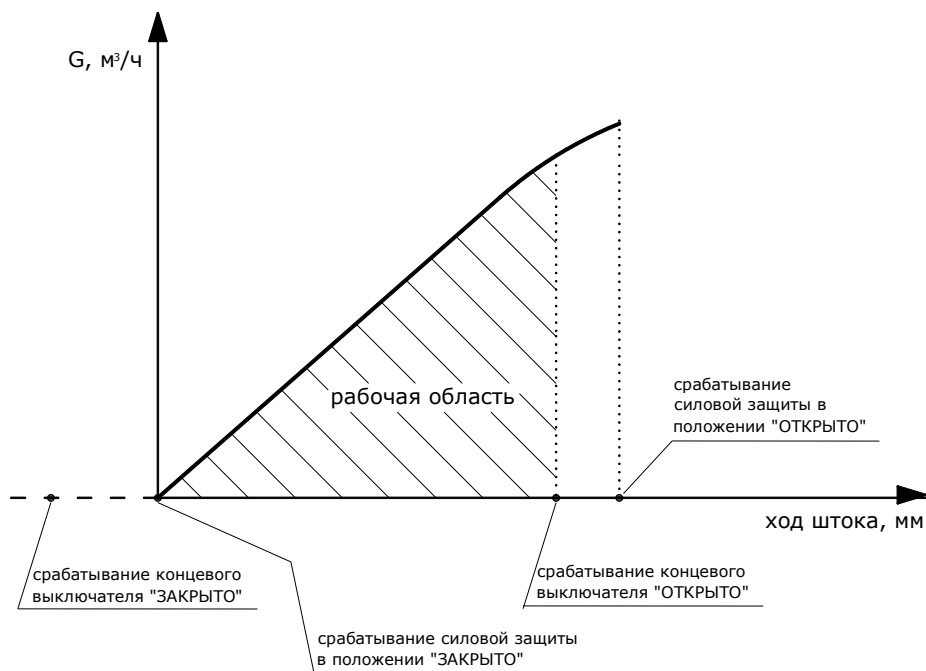 G, м³/ч
рабочая область
срабатывание
силовой защиты в
положении "ОТКРЫТО"
ход штока, мм
срабатывание концевого
выключателя "ЗАКРЫТО"
срабатывание концевого
выключателя "ОТКРЫТО"
срабатывание силовой защиты
в положении "ЗАКРЫТО"